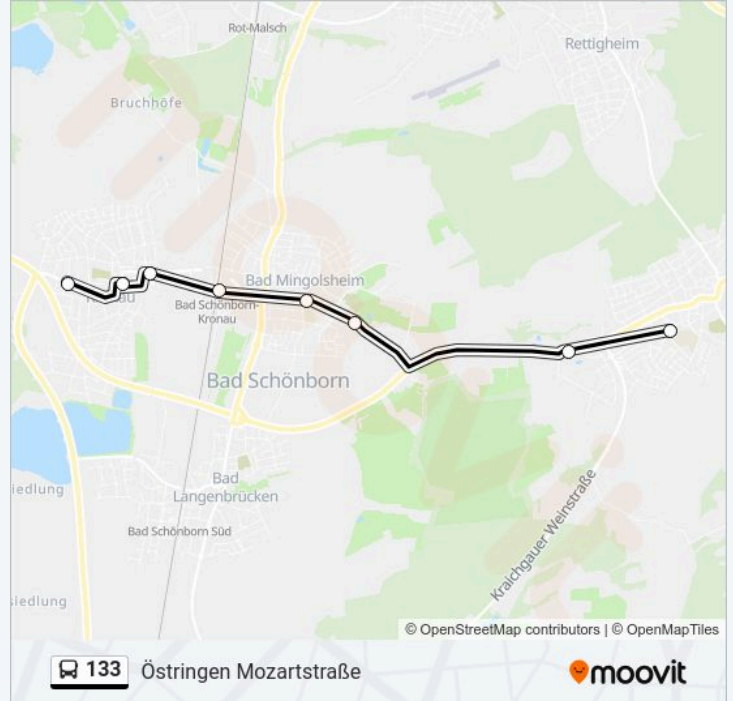 Rot-Malsch
Rettigheim
Bruchhöfe
Bad Mingolsheim
Bad Schönborn-
Kronau
Bad Schönborn
Bad
Langenbrücken
iedlung
Bad Schönborn Süd
Kraichgauer Weinstraße
siedlung
© OpenStreetMap contributors | © OpenMapTiles
133 Östringen Mozartstraße
moovit